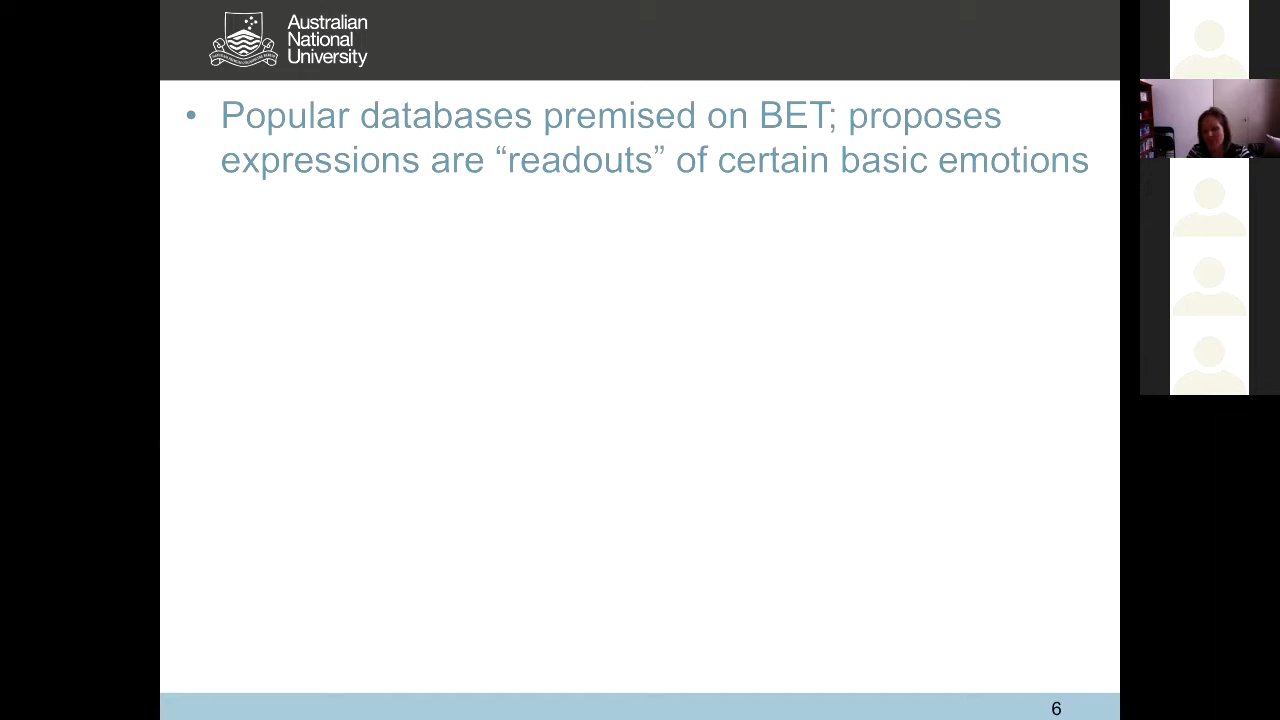 Australian
National
University
• Popular databases premised on BET; proposes
expressions are “readouts” of certain basic emotions
6